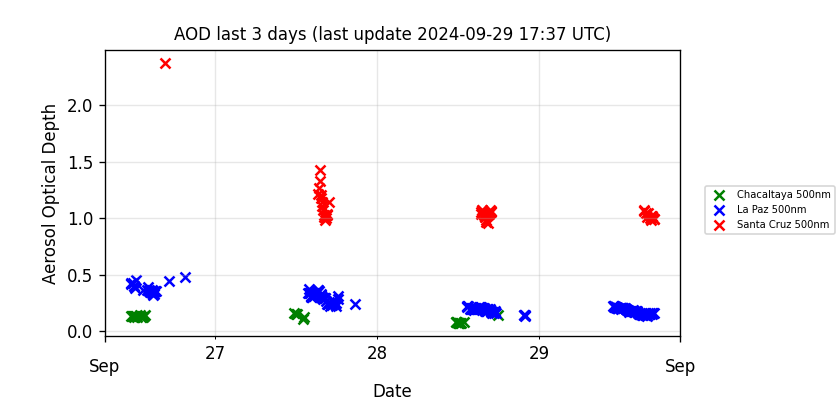 AOD last 3 days (last update 2024-09-29 17:37 UTC)
Aerosol Optical Depth
2.0
1.5
1.0
0.5
0.0
27
28
29
Sep
Sep
Date
Chacaltaya 500nm
La Paz 500nm
Santa Cruz 500nm